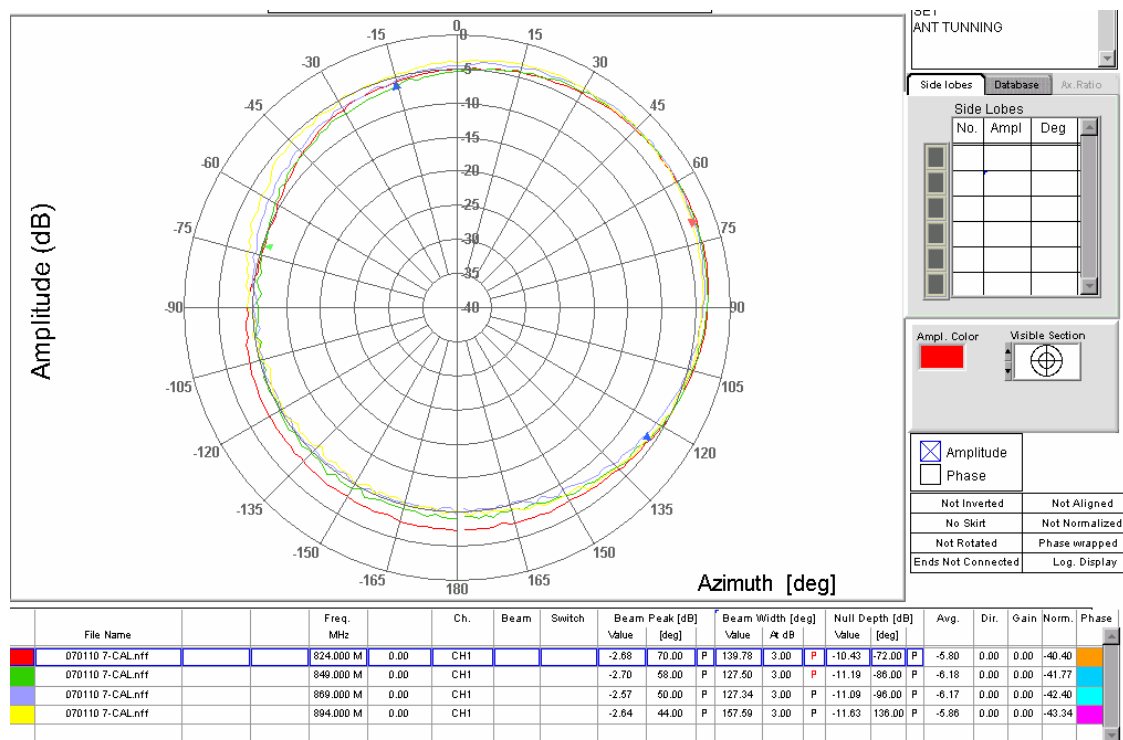 SET
ANT TUNNING
Side lobes Database Ax.Ratio
Side Lobes
No. Ampl Deg
Ampl. Color Visible Section
Amplitude
Phase
Not Inverted Not Aligned
No Skirt Not Normalized
Not Rotated Phase wrapped
Ends Not Connected Log. Display
Amplitude (dB)
Azimuth [deg]
0
-15 15
-30 30
-45 45
-60 60
-75 75
-90 90
-105 105
-120 120
-135 135
-150 150
-165 165
180
0
-5
-10
-15
-20
-25
-30
-35
-40
Freq. Ch. Beam Switch Beam Peak [dB] Beam Width [deg] Null Depth [dB] Avg. Dir. Gain Norm. Phase
File Name MHz Value [deg] Value At dB Value [deg]
070110 7-CAL.nff 824.000 M 0.00 CH1 -2.68 70.00 P 139.78 3.00 P -10.43 -72.00 P -5.80 0.00 0.00 -40.40
070110 7-CAL.nff 849.000 M 0.00 CH1 -2.70 58.00 P 127.50 3.00 P -11.19 -86.00 P -6.18 0.00 0.00 -41.77
070110 7-CAL.nff 869.000 M 0.00 CH1 -2.57 50.00 P 127.34 3.00 P -11.09 -96.00 P -6.17 0.00 0.00 -42.40
070110 7-CAL.nff 894.000 M 0.00 CH1 -2.64 44.00 P 157.59 3.00 P -11.63 136.00 P -5.86 0.00 0.00 -43.34